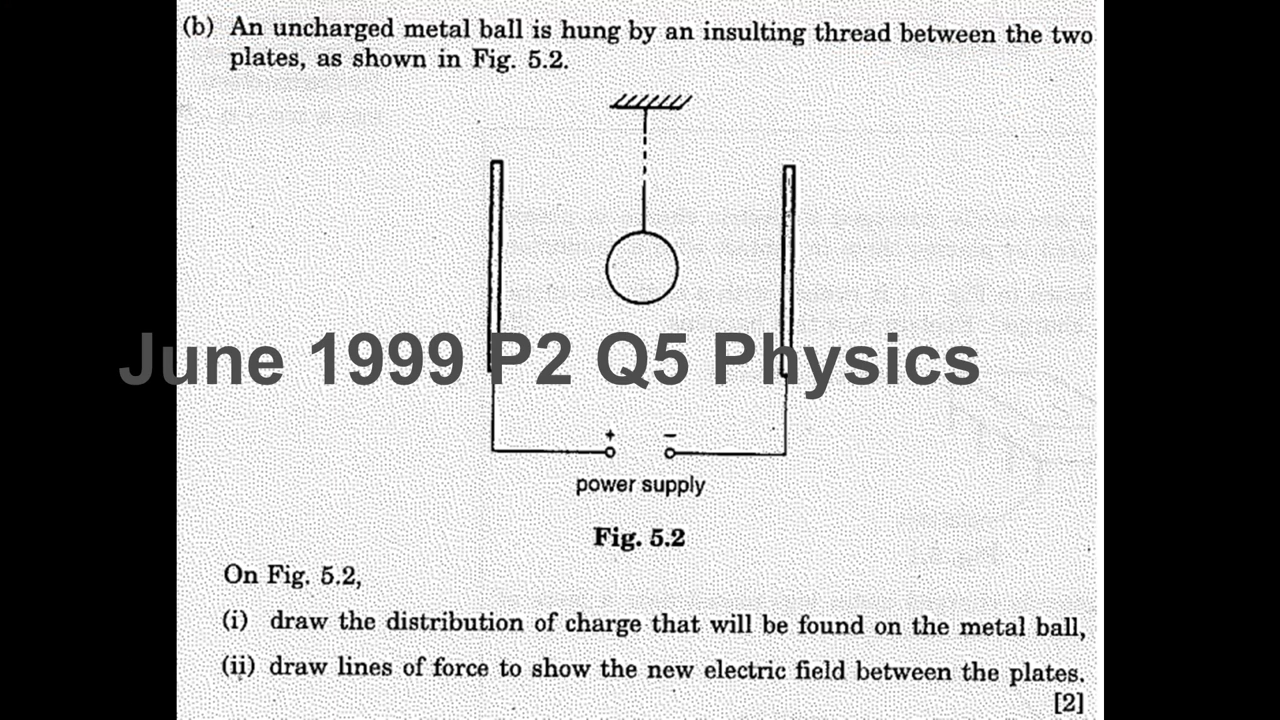 (b) An uncharged metal ball is hung by an insulting thread between the two
plates, as shown in Fig. 5.2.
June 1999 P2 Q5 Physics
+ −
power supply
Fig. 5.2
On Fig. 5.2,
(i) draw the distribution of charge that will be found on the metal ball,
(ii) draw lines of force to show the new electric field between the plates.
[2]